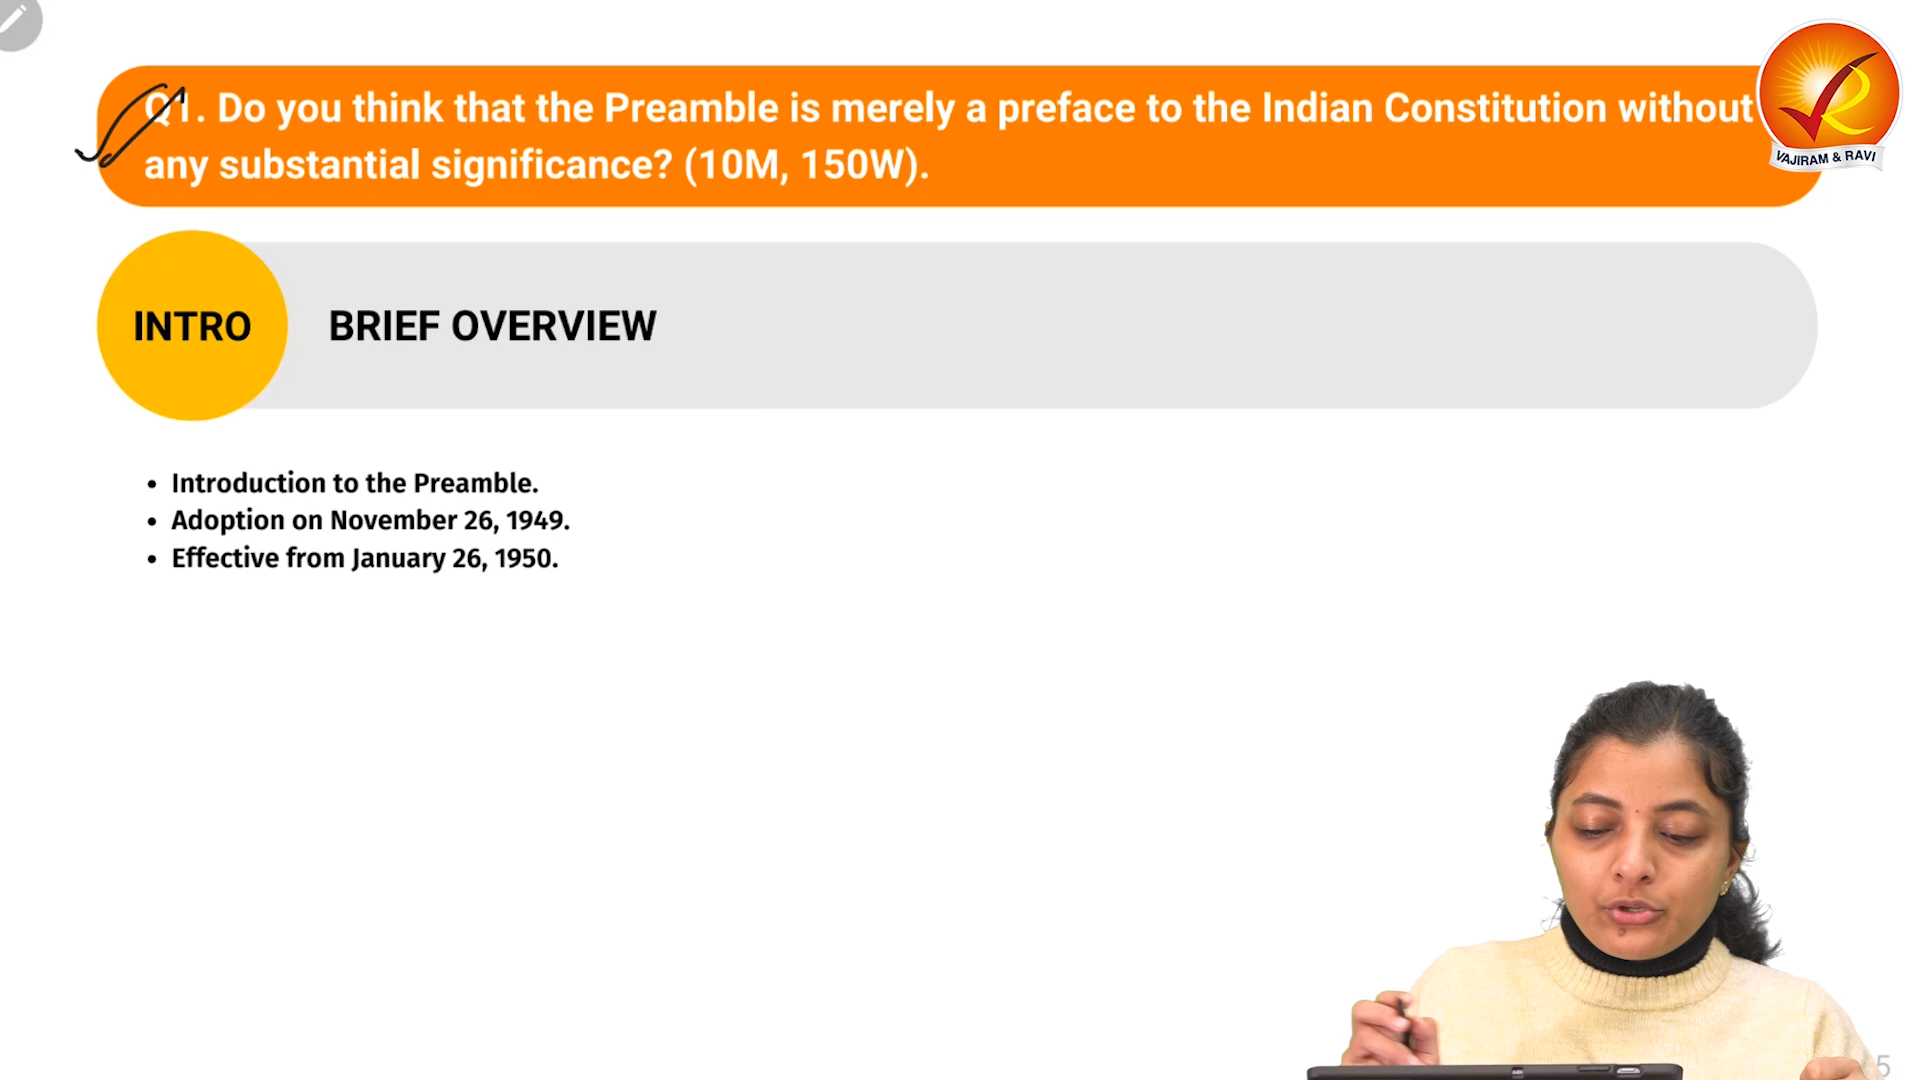 Q1. Do you think that the Preamble is merely a preface to the Indian Constitution without
any substantial significance? (10M, 150W).
VAJIRAM & RAVI
INTRO
BRIEF OVERVIEW
• Introduction to the Preamble.
• Adoption on November 26, 1949.
• Effective from January 26, 1950.
5